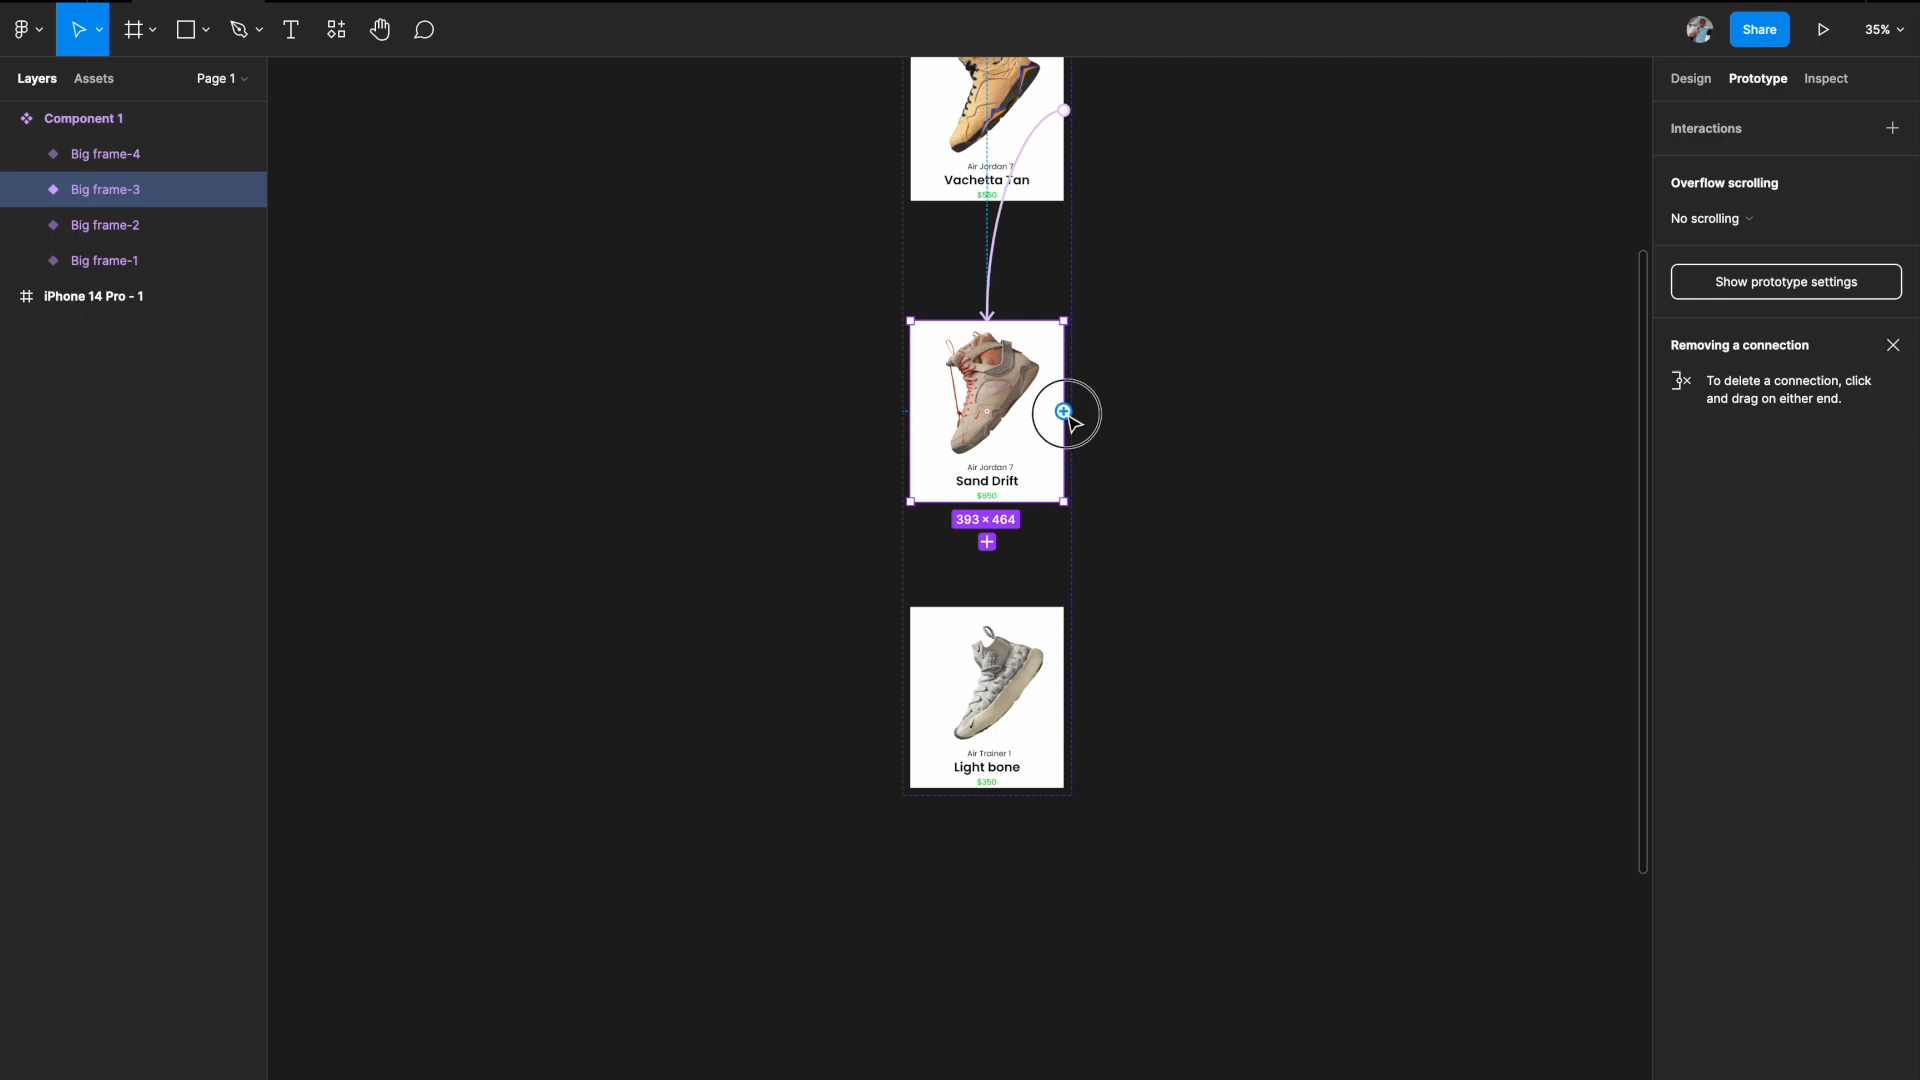 Share
35%
Layers
Assets
Page 1
Component 1
Big frame-4
Big frame-3
Big frame-2
Big frame-1
iPhone 14 Pro - 1
Air Jordan 7
Vachetta Tan
$550
Air Jordan 7
Sand Drift
$650
393 × 464
Air Trainer 1
Light bone
$350
Design
Prototype
Inspect
Interactions
Overflow scrolling
No scrolling
Show prototype settings
Removing a connection
To delete a connection, click
and drag on either end.